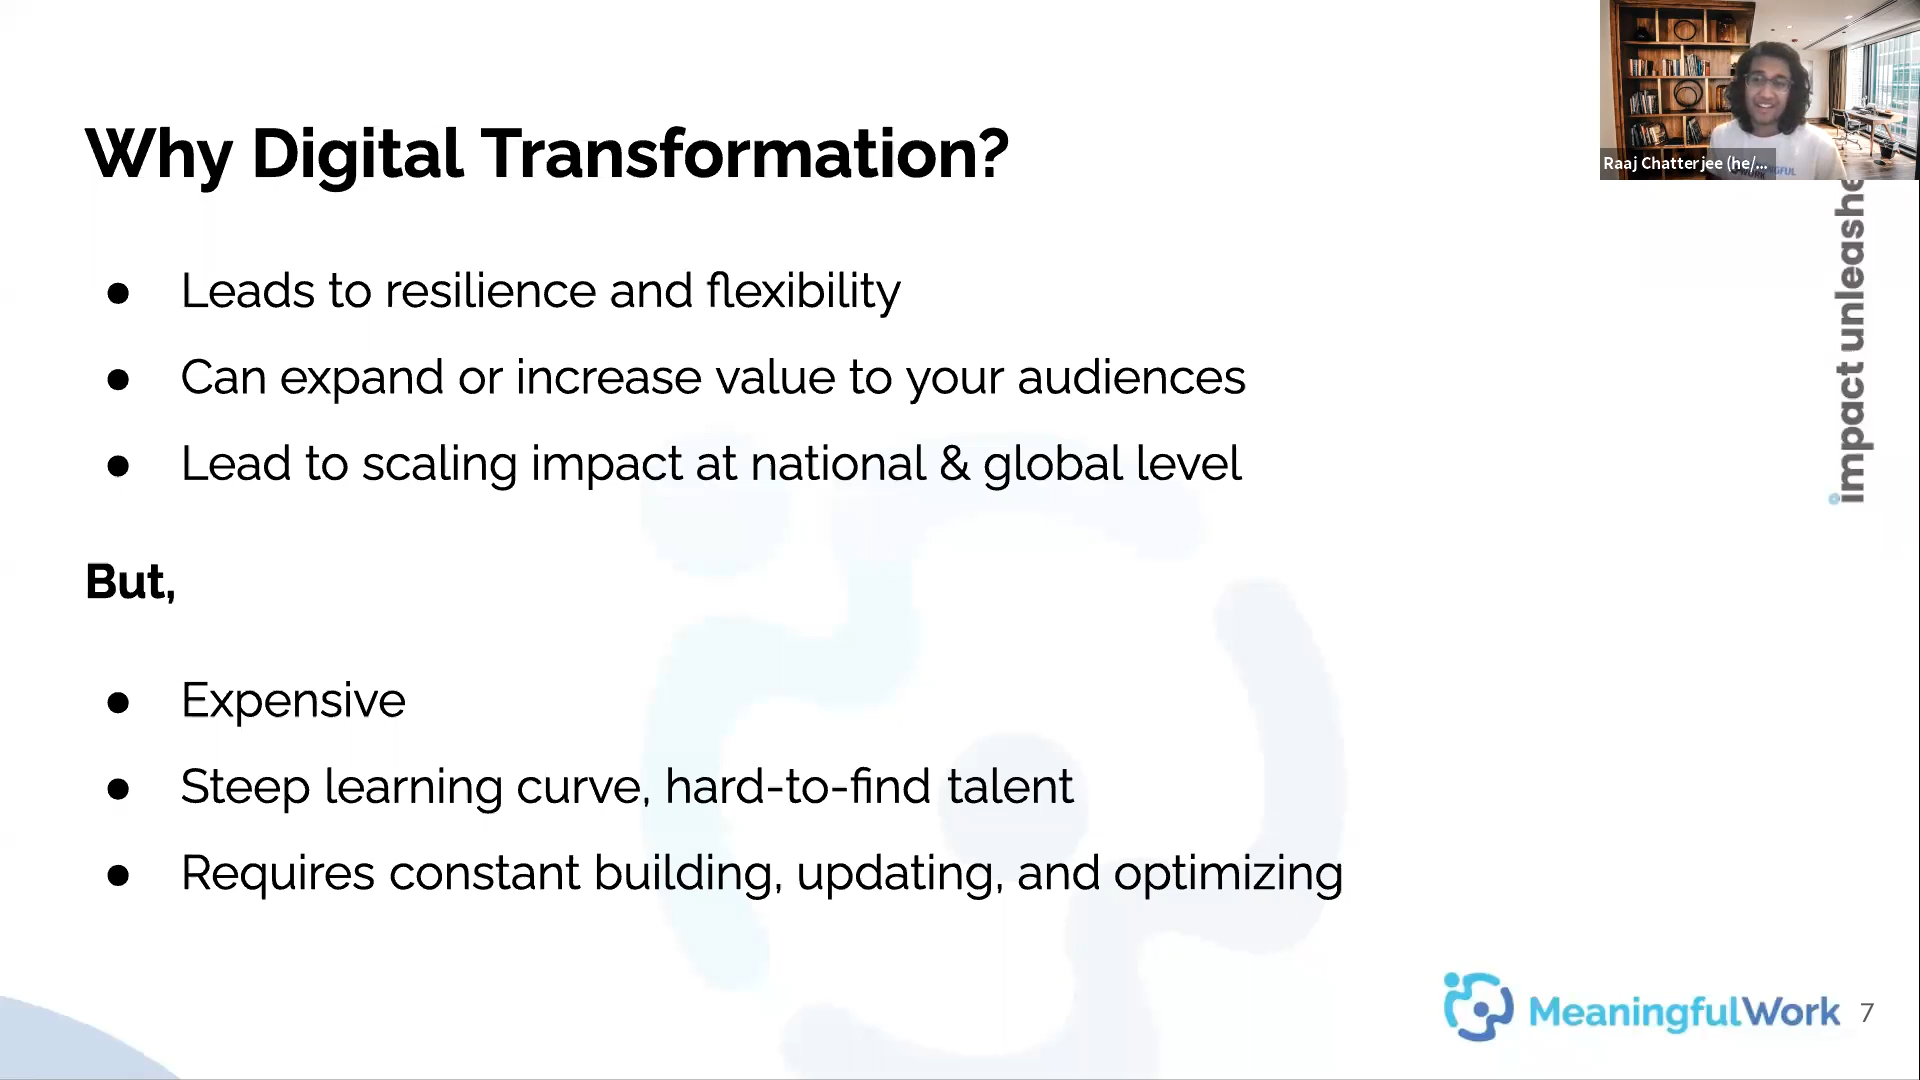 Why Digital Transformation?
● Leads to resilience and flexibility
● Can expand or increase value to your audiences
● Lead to scaling impact at national & global level
But,
● Expensive
● Steep learning curve, hard-to-find talent
● Requires constant building, updating, and optimizing
Raaj Chatterjee (he/...
impact unleashe
MeaningfulWork
7